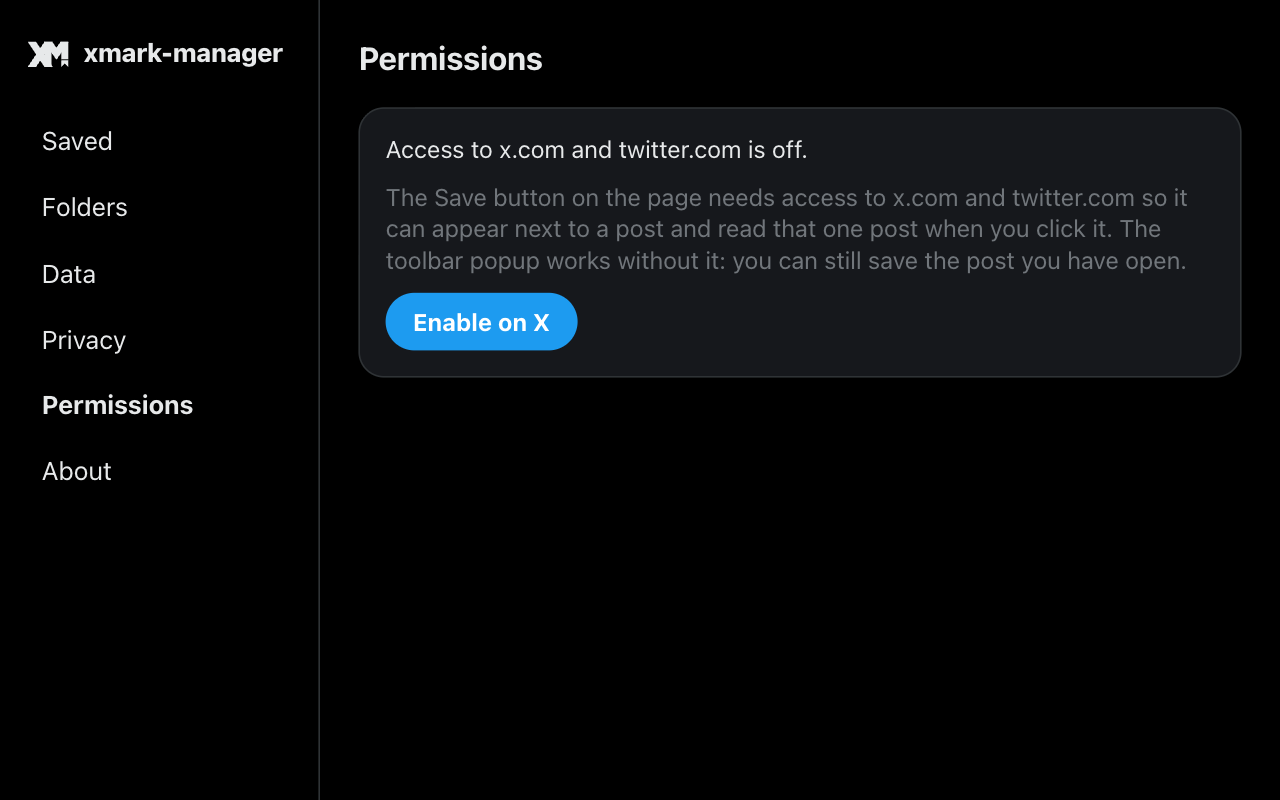 XM xmark-manager
Saved
Folders
Data
Privacy
Permissions
About
Permissions
Access to x.com and twitter.com is off.
The Save button on the page needs access to x.com and twitter.com so it
can appear next to a post and read that one post when you click it. The
toolbar popup works without it: you can still save the post you have open.
Enable on X